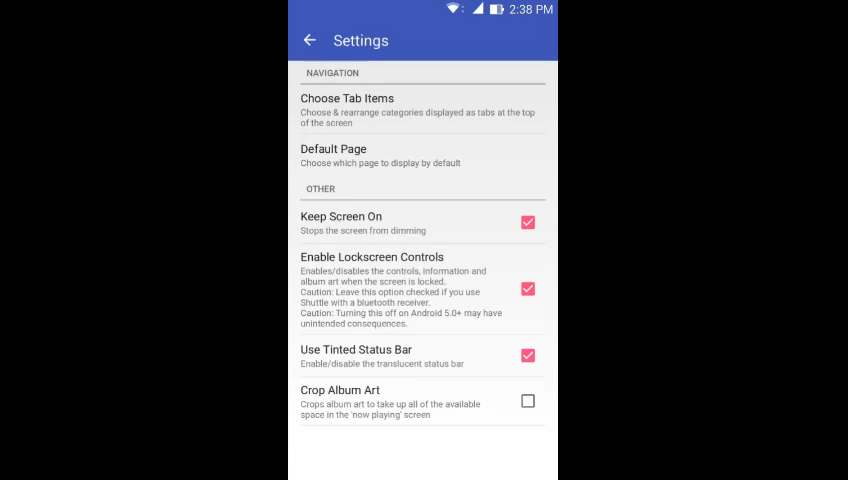 2:38 PM
Settings
NAVIGATION
Choose Tab Items
Choose & rearrange categories displayed as tabs at the top
of the screen
Default Page
Choose which page to display by default
OTHER
Keep Screen On
Stops the screen from dimming
Enable Lockscreen Controls
Enables/disables the controls, information and
album art when the screen is locked.
Caution: Leave this option checked if you use
Shuttle with a bluetooth receiver.
Caution: Turning this off on Android 5.0+ may have
unintended consequences.
Use Tinted Status Bar
Enable/disable the translucent status bar
Crop Album Art
Crops album art to take up all of the available
space in the 'now playing' screen